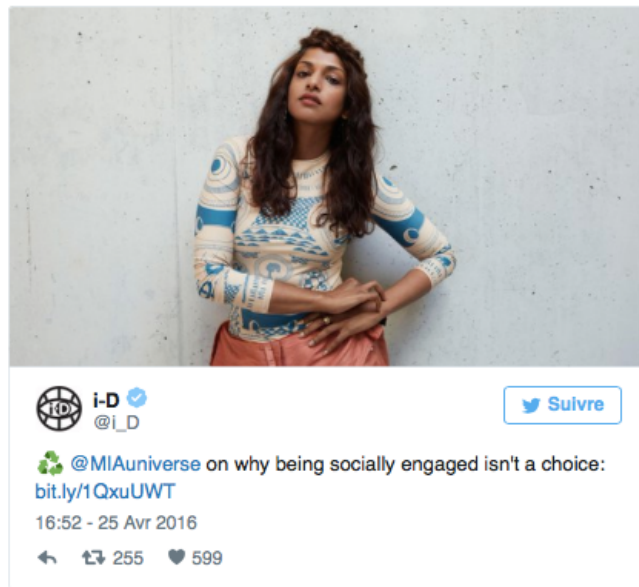 i-D
@i_D
Suivre
@MIAuniverse on why being socially engaged isn't a choice:
bit.ly/1QxuUWT
16:52 - 25 Avr 2016
255 599